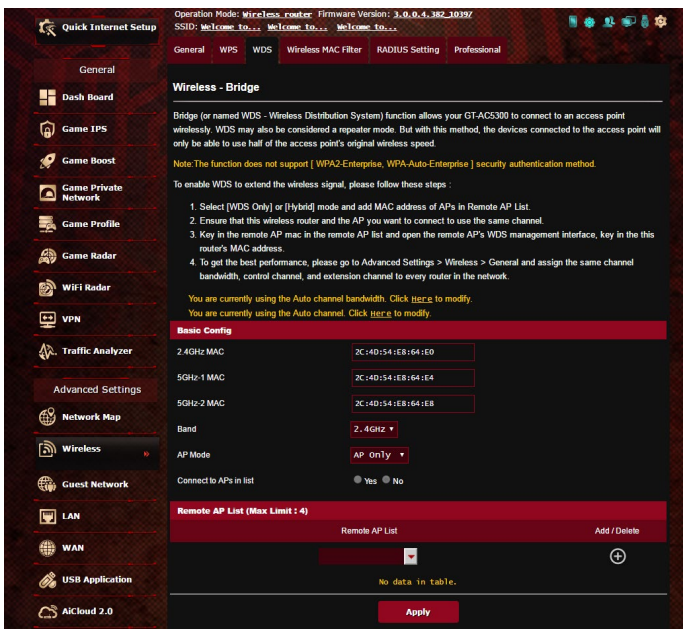 Quick Internet Setup
Operation Mode: Wireless router Firmware Version: 3.0.0.4.382_10397
SSID: Welcome to... Welcome to... Welcome to...
General WPS WDS Wireless MAC Filter RADIUS Setting Professional
General
Dash Board
Game IPS
Game Boost
Game Private
Network
Game Profile
Game Radar
WiFi Radar
VPN
Traffic Analyzer
Advanced Settings
Network Map
Wireless
Guest Network
LAN
WAN
USB Application
AiCloud 2.0
Wireless - Bridge
Bridge (or named WDS - Wireless Distribution System) function allows your GT-AC5300 to connect to an access point
wirelessly. WDS may also be considered a repeater mode. But with this method, the devices connected to the access point will
only be able to use half of the access point's original wireless speed.
Note:The function does not support [ WPA2-Enterprise, WPA-Auto-Enterprise ] security authentication method.
To enable WDS to extend the wireless signal, please follow these steps :
1. Select [WDS Only] or [Hybrid] mode and add MAC address of APs in Remote AP List.
2. Ensure that this wireless router and the AP you want to connect to use the same channel.
3. Key in the remote AP mac in the remote AP list and open the remote AP's WDS management interface, key in the this
router's MAC address.
4. To get the best performance, please go to Advanced Settings > Wireless > General and assign the same channel
bandwidth, control channel, and extension channel to every router in the network.
You are currently using the Auto channel bandwidth. Click Here to modify.
You are currently using the Auto channel. Click Here to modify.
Basic Config
2.4GHz MAC 2C:4D:54:E8:64:E0
5GHz-1 MAC 2C:4D:54:E8:64:E4
5GHz-2 MAC 2C:4D:54:E8:64:E8
Band 2.4GHz
AP Mode AP Only
Connect to APs in list Yes No
Remote AP List (Max Limit : 4)
Remote AP List Add / Delete
No data in table.
Apply